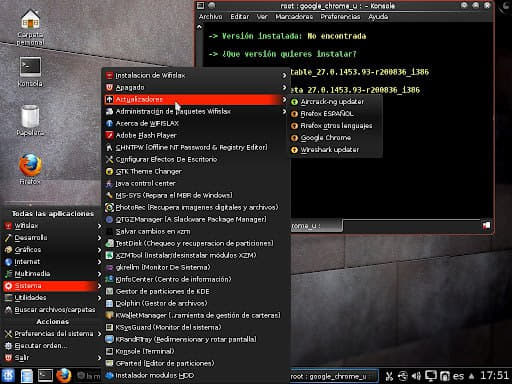 Carpeta
personal
Konsola
Papelera
Firefox
root : google_chrome_u : - Konsole
Archivo Editar Ver Marcadores Preferencias Ayuda
-> Versión instalada: No encontrada
-> ¿Que versión quieres instalar?
table_27.0.1453.93-r200836_i386
eta 27.0.1453.93-r200836_i386
Instalacion de Wifislax
Apagado
Actualizadores
Administración de paquetes Wifislax
Acerca de WIFISLAX
Adobe Flash Player
CHNTPW (Offline NT Password & Registry Editor)
Configurar Efectos De Escritorio
GTK Theme Changer
Java control center
MS-SYS (Repara el MBR de Windows)
PhotoRec (Recupera imagenes digitales y archivos)
QTGZManager (A Slackware Package Manager)
Salvar cambios en xzm
TestDisk (Chequeo y recuperacion de particiones)
XZMTool (Instalar/desinstalar módulos XZM)
gkrellm (Monitor De Sistema)
KInfoCenter (Centro de información)
Gestor de particiones de KDE
Dolphin (Gestor de archivos)
KWalletManager (ramienta de gestión de carteras)
KSysGuard (Monitor del sistema)
KRandRTray (Redimensionar y rotar pantalla)
Konsole (Terminal)
GParted (Editor de particiones)
Instalador modulos HDD
Aircrack-ng updater
Firefox ESPAÑOL
Firefox otros lenguajes
Google Chrome
Wireshark updater
Todas las aplicaciones
Wifislax
Desarrollo
Gráficos
Internet
Multimedia
Sistema
Utilidades
Buscar archivos/carpetas
Acciones
Preferencias del sistema
Ejecutar orden...
Salir
root : google_chrome_u :
es
17:51